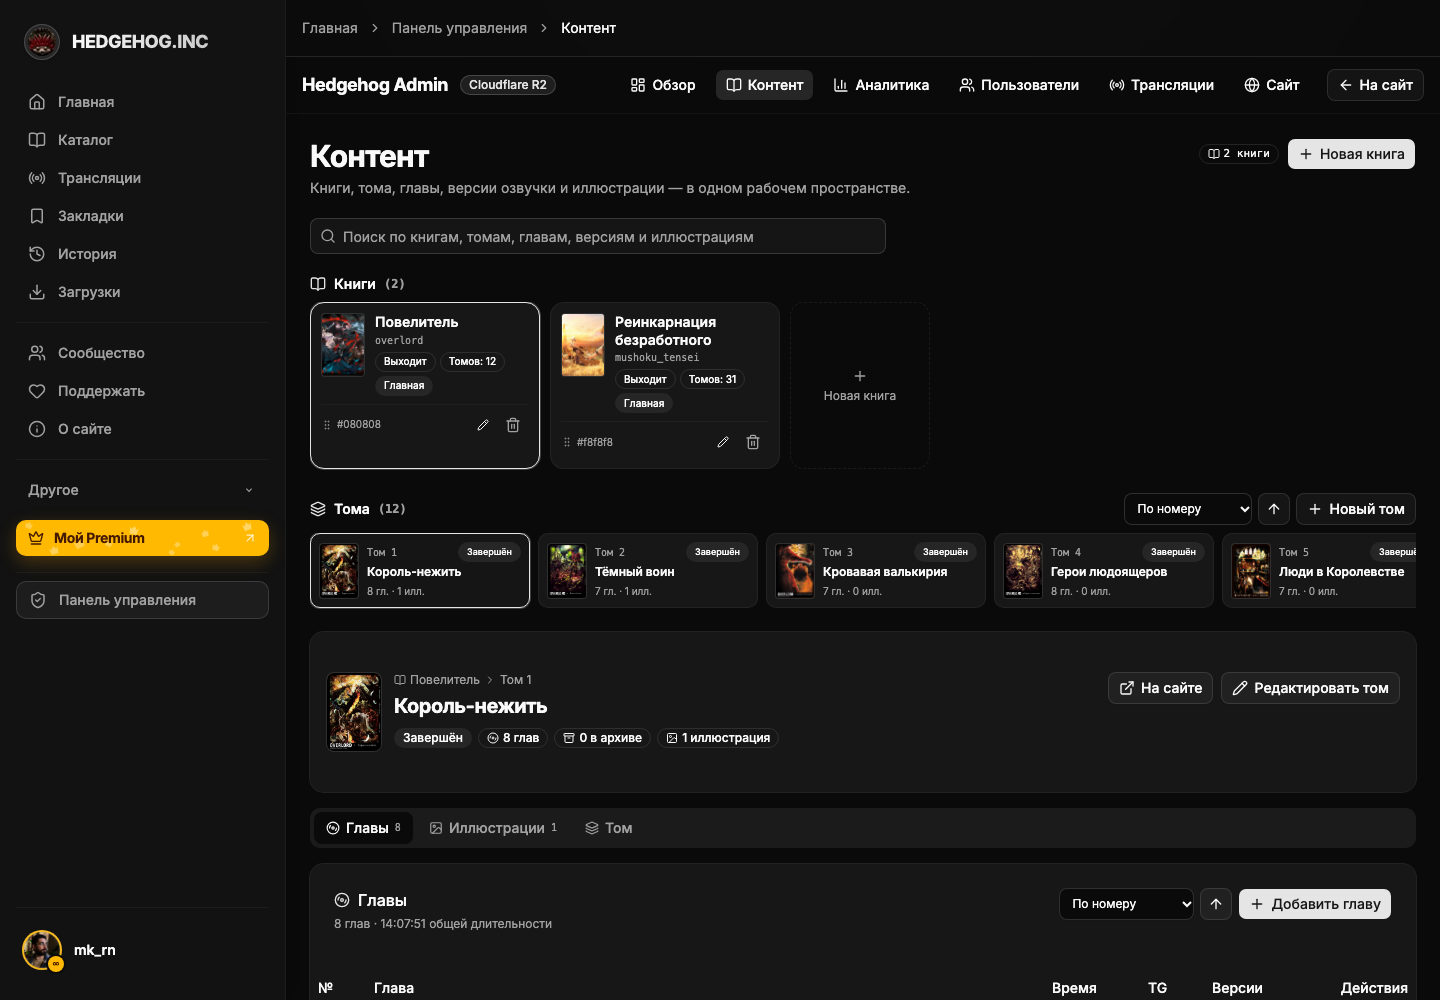 HEDGEHOG.INC
Главная
Каталог
Трансляции
Закладки
История
Загрузки
Сообщество
Поддержать
О сайте
Другое
Мой Premium
Панель управления
mk_rn
Главная > Панель управления > Контент
Hedgehog Admin Cloudflare R2 Обзор Контент Аналитика Пользователи Трансляции Сайт На сайт
Контент
2 книги
Новая книга
Книги, тома, главы, версии озвучки и иллюстрации — в одном рабочем пространстве.
Поиск по книгам, томам, главам, версиям и иллюстрациям
Книги (2)
Повелитель
overlord
Выходит Томов: 12
Главная
#080808
Реинкарнация
безработного
mushoku_tensei
Выходит Томов: 31
Главная
#f8f8f8
Новая книга
Тома (12)
По номеру
Новый том
Том 1 Завершён
Король-нежить
8 гл. · 1 илл.
Том 2 Завершён
Тёмный воин
7 гл. · 1 илл.
Том 3 Завершён
Кровавая валькирия
7 гл. · 0 илл.
Том 4 Завершён
Герои людоящеров
8 гл. · 0 илл.
Том 5 Заверше
Люди в Королевстве
7 гл. · 0 илл.
Повелитель > Том 1
Король-нежить
Завершён 8 глав 0 в архиве 1 иллюстрация
На сайте
Редактировать том
OVERLORD
Главы 8 Иллюстрации 1 Том
Главы
8 глав · 14:07:51 общей длительности
По номеру
Добавить главу
№ Глава Время TG Версии Действия